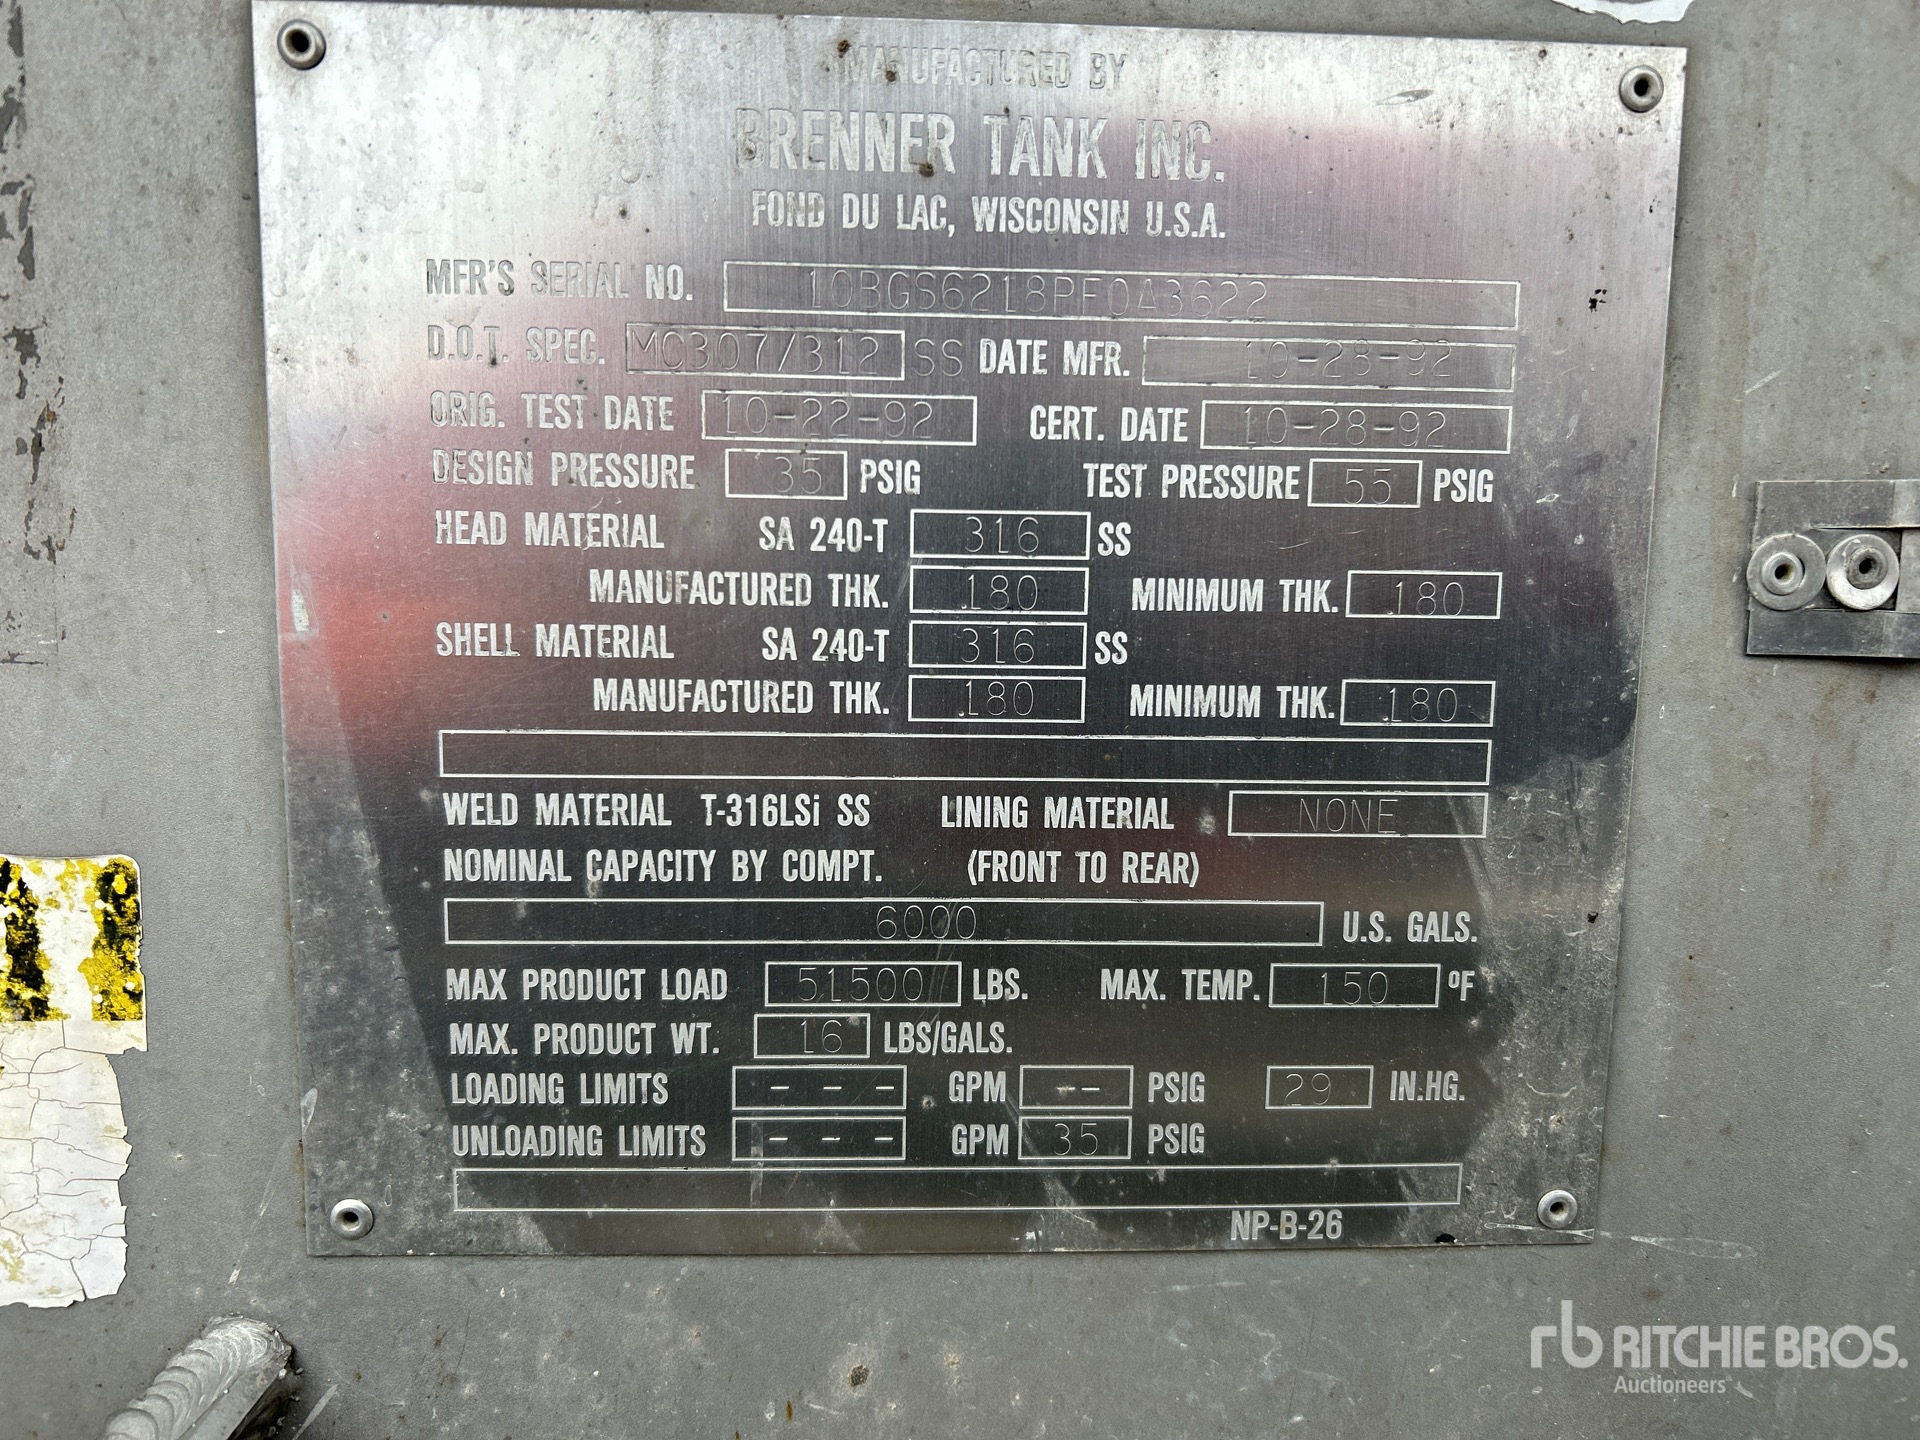 MANUFACTURED BY
BRENNER TANK INC.
FOND DU LAC, WISCONSIN U.S.A.
MFR'S SERIAL NO. 10BGS6218PF0A3622
D.O.T. SPEC. MC307/312 SS DATE MFR. 10-28-92
ORIG. TEST DATE 10-22-92 CERT. DATE 10-28-92
DESIGN PRESSURE 35 PSIG TEST PRESSURE 55 PSIG
HEAD MATERIAL SA 240-T 316 SS
MANUFACTURED THK. .180 MINIMUM THK. .180
SHELL MATERIAL SA 240-T 316 SS
MANUFACTURED THK. .180 MINIMUM THK. .180
WELD MATERIAL T-316LSi SS LINING MATERIAL NONE
NOMINAL CAPACITY BY COMPT. (FRONT TO REAR)
6000 U.S. GALS.
MAX PRODUCT LOAD 51500 LBS. MAX. TEMP. 150 ºF
MAX. PRODUCT WT. 16 LBS/GALS.
LOADING LIMITS - - - GPM -- PSIG 29 IN.HG.
UNLOADING LIMITS - - - GPM 35 PSIG
NP-B-26
rb RITCHIE BROS.
Auctioneers